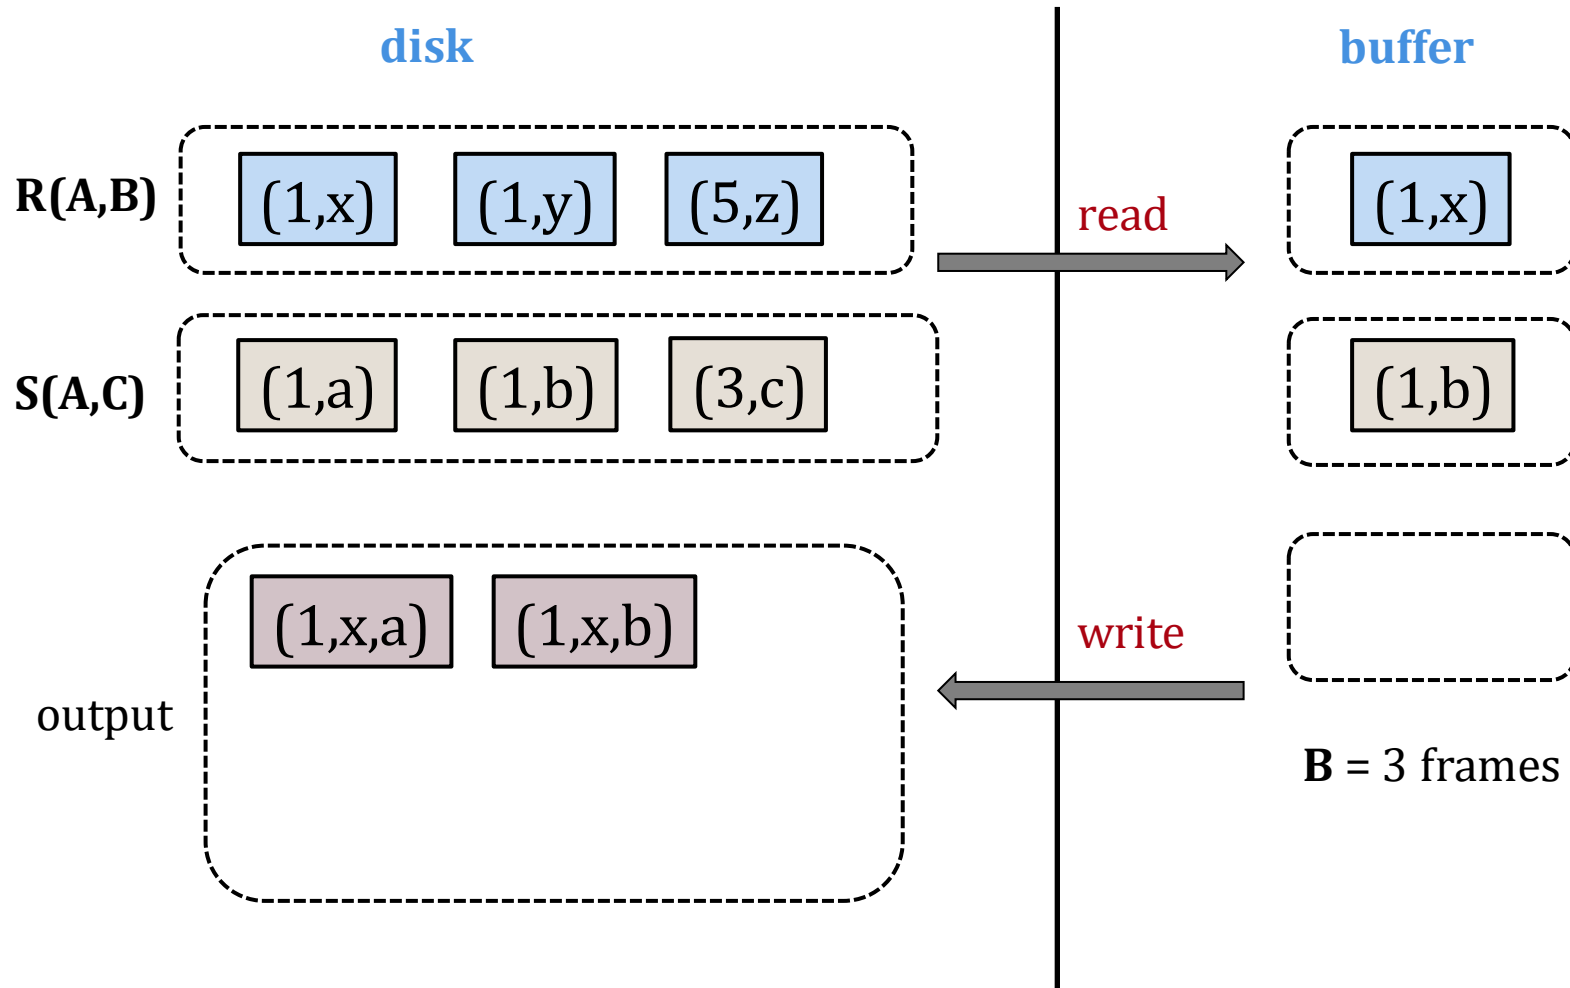 disk
buffer
R(A,B)
(1,x)
(1,y)
(5,z)
read
(1,x)
S(A,C)
(1,a)
(1,b)
(3,c)
(1,b)
output
(1,x,a)
(1,x,b)
write
B = 3 frames